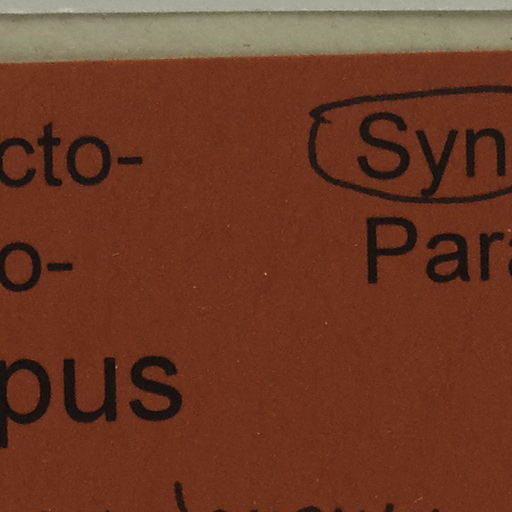 cto- Syn
o- Para
pus